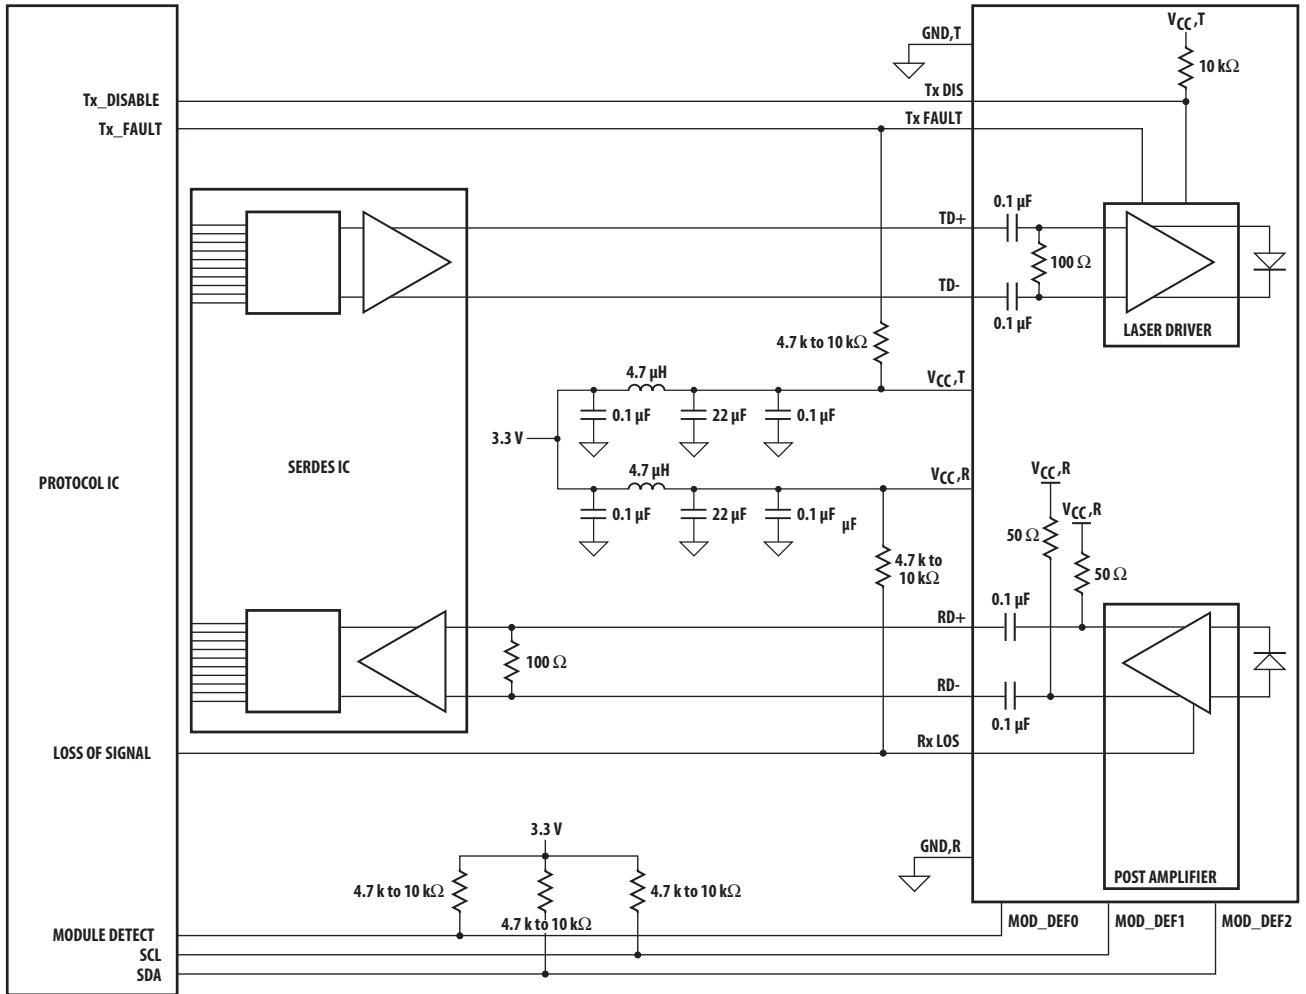 V_CC,T
GND,T
10 kΩ
Tx_DISABLE
Tx DIS
Tx_FAULT
Tx FAULT
0.1 µF
TD+
100 Ω
TD-
0.1 µF
LASER DRIVER
4.7 k to 10 kΩ
4.7 µH
V_CC,T
0.1 µF
22 µF
0.1 µF
3.3 V
SERDES IC
PROTOCOL IC
4.7 µH
V_CC,R
V_CC,R
0.1 µF
22 µF
0.1 µF
µF
V_CC,R
50 Ω
4.7 k to
10 kΩ
50 Ω
0.1 µF
RD+
100 Ω
RD-
0.1 µF
LOSS OF SIGNAL
Rx LOS
3.3 V
GND,R
POST AMPLIFIER
4.7 k to 10 kΩ
4.7 k to 10 kΩ
4.7 k to 10 kΩ
MOD_DEF0
MOD_DEF1
MOD_DEF2
MODULE DETECT
SCL
SDA